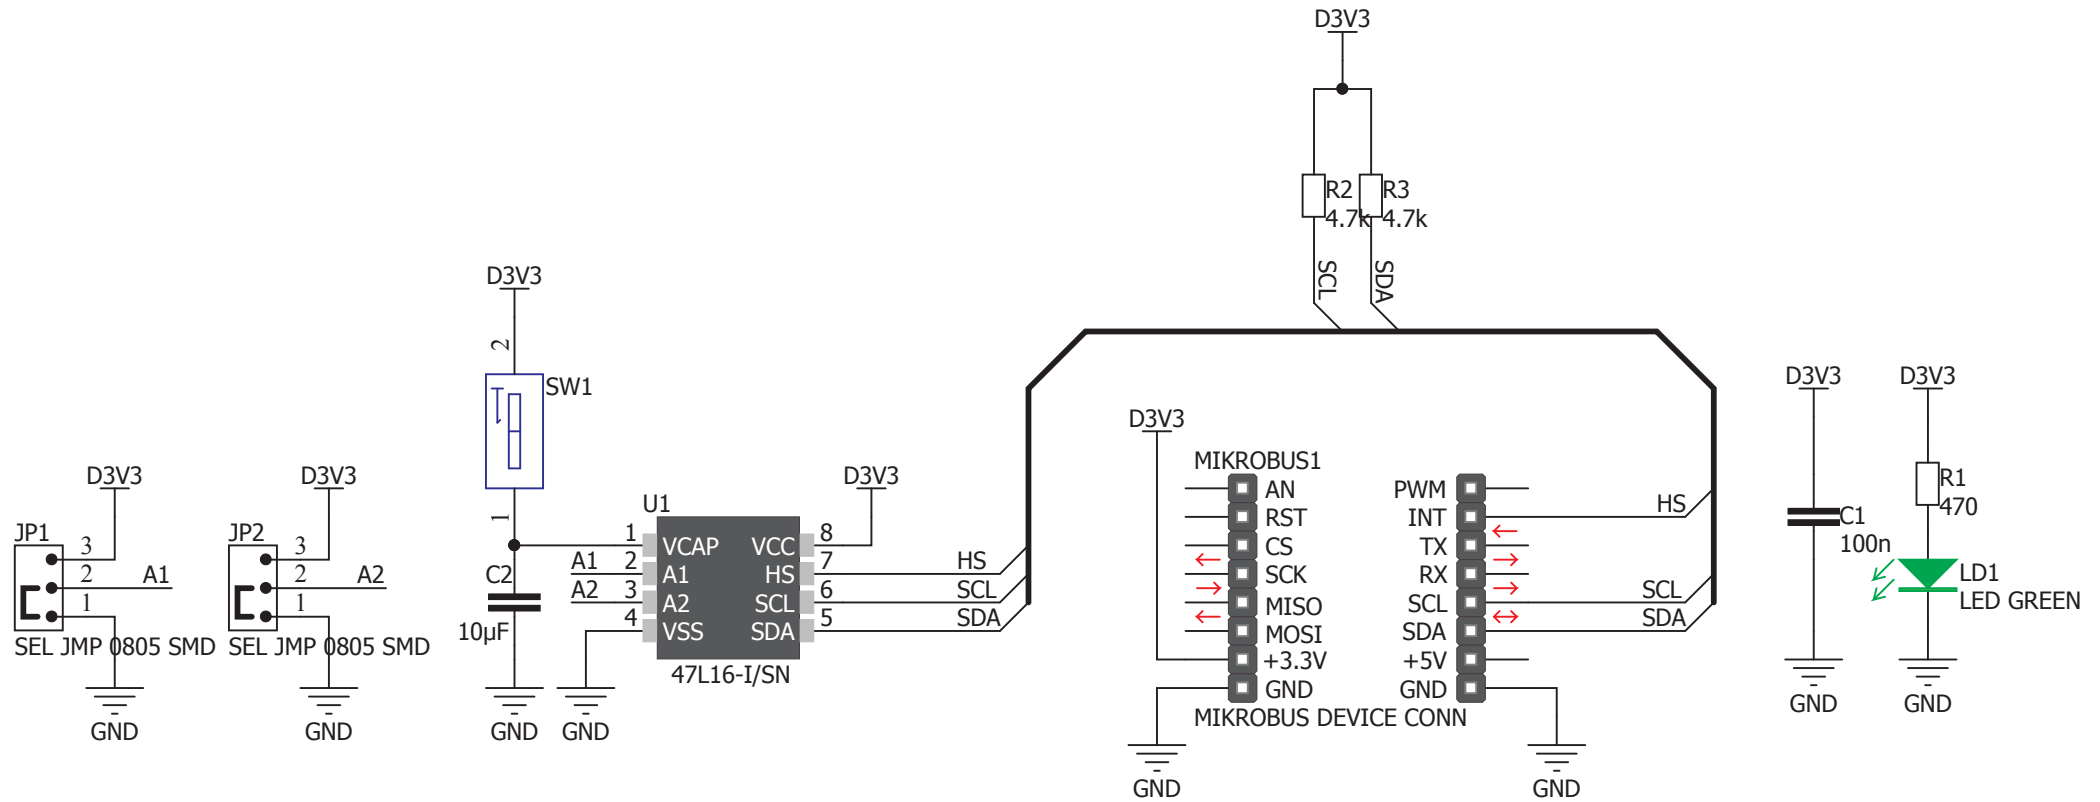 D3V3
R2
4.7k
R3
4.7k
SCL
SDA
D3V3
2
SW1
1
D3V3
JP1
3
2
1
A1
SEL JMP 0805 SMD
GND
D3V3
JP2
3
2
1
A2
SEL JMP 0805 SMD
GND
C2
10µF
GND
U1
1
VCAP
VCC
8
D3V3
A1
2
A1
HS
7
HS
A2
3
A2
SCL
6
SCL
4
VSS
SDA
5
SDA
47L16-I/SN
GND
D3V3
MIKROBUS1
AN
PWM
RST
INT
HS
CS
TX
SCK
RX
MISO
SCL
SCL
MOSI
SDA
SDA
+3.3V
+5V
GND
GND
MIKROBUS DEVICE CONN
GND
GND
D3V3
C1
100n
GND
D3V3
R1
470
LD1
LED GREEN
GND